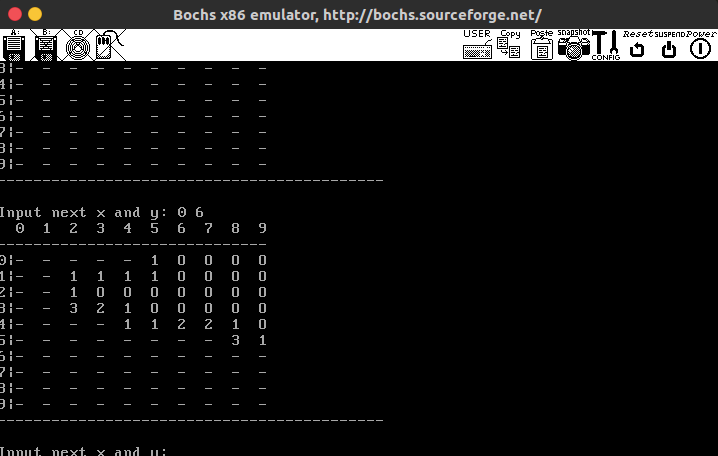 Bochs x86 emulator, http://bochs.sourceforge.net/
A: B: CD USER Copy Paste snapshot CONFIG Reset SUSPEND Power
3|- - - - - - - - - -
4|- - - - - - - - - -
5|- - - - - - - - - -
6|- - - - - - - - - -
7|- - - - - - - - - -
8|- - - - - - - - - -
9|- - - - - - - - - -
---------------------------------------------
Input next x and y: 0 6
0 1 2 3 4 5 6 7 8 9
------------------------------
0|- - - - - 1 0 0 0 0
1|- - 1 1 1 1 0 0 0 0
2|- - 1 0 0 0 0 0 0 0
3|- - 3 2 1 0 0 0 0 0
4|- - - - 1 1 2 2 1 0
5|- - - - - - - - 3 1
6|- - - - - - - - - -
7|- - - - - - - - - -
8|- - - - - - - - - -
9|- - - - - - - - - -
---------------------------------------------
Input next x and y: